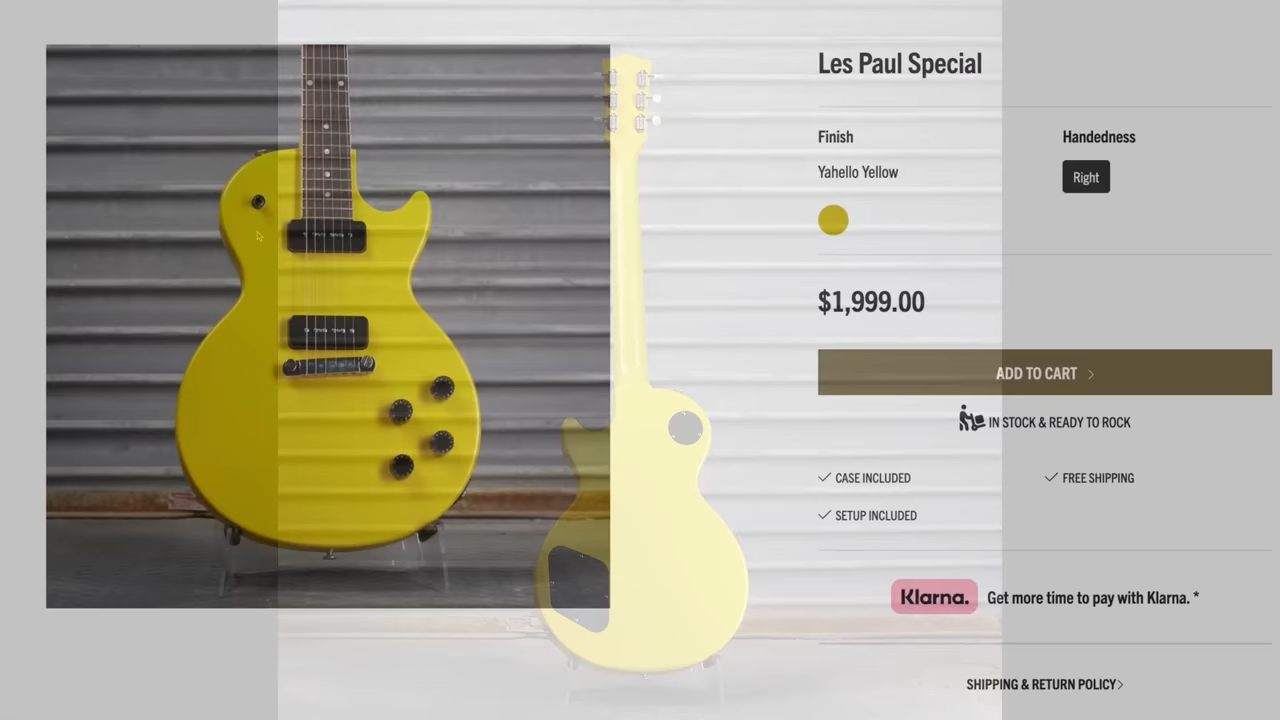 Les Paul Special
Finish
Handedness
Yahello Yellow
Right
$1,999.00
ADD TO CART
IN STOCK & READY TO ROCK
CASE INCLUDED
FREE SHIPPING
SETUP INCLUDED
Klarna. Get more time to pay with Klarna. *
SHIPPING & RETURN POLICY